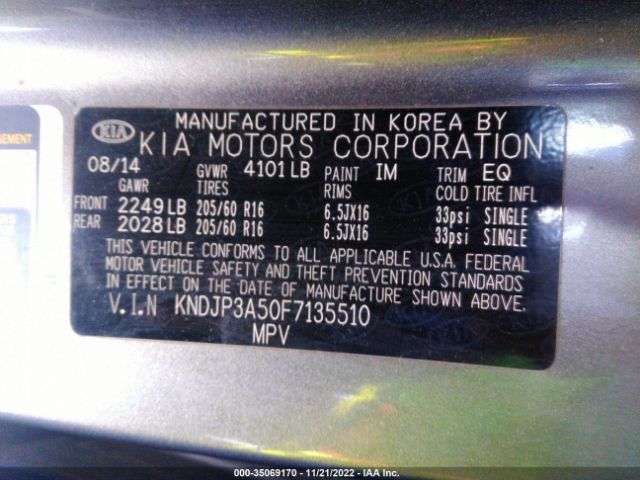 GEMENT
MANUFACTURED IN KOREA BY
KIA KIA MOTORS CORPORATION
08/14 GVWR 4101 LB PAINT IM TRIM EQ
GAWR TIRES RIMS COLD TIRE INFL
FRONT 2249 LB 205/60 R16 6.5JX16 33psi SINGLE
REAR 2028 LB 205/60 R16 6.5JX16 33psi SINGLE
THIS VEHICLE CONFORMS TO ALL APPLICABLE U.S.A. FEDERAL
MOTOR VEHICLE SAFETY AND THEFT PREVENTION STANDARDS
IN EFFECT ON THE DATE OF MANUFACTURE SHOWN ABOVE.
V.I.N KNDJP3A50F7135510
MPV
000-35069170 - 11/21/2022 - IAA Inc.